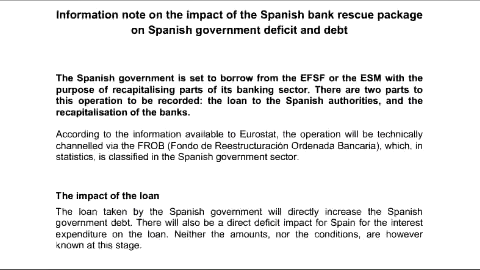 Information note on the impact of the Spanish bank rescue package
on Spanish government deficit and debt
The Spanish government is set to borrow from the EFSF or the ESM with the
purpose of recapitalising parts of its banking sector. There are two parts to
this operation to be recorded: the loan to the Spanish authorities, and the
recapitalisation of the banks.
According to the information available to Eurostat, the operation will be technically
channelled via the FROB (Fondo de Reestructuración Ordenada Bancaria), which, in
statistics, is classified in the Spanish government sector.
The impact of the loan
The loan taken by the Spanish government will directly increase the Spanish
government debt. There will also be a direct deficit impact for Spain for the interest
expenditure on the loan. Neither the amounts, nor the conditions, are however
known at this stage.